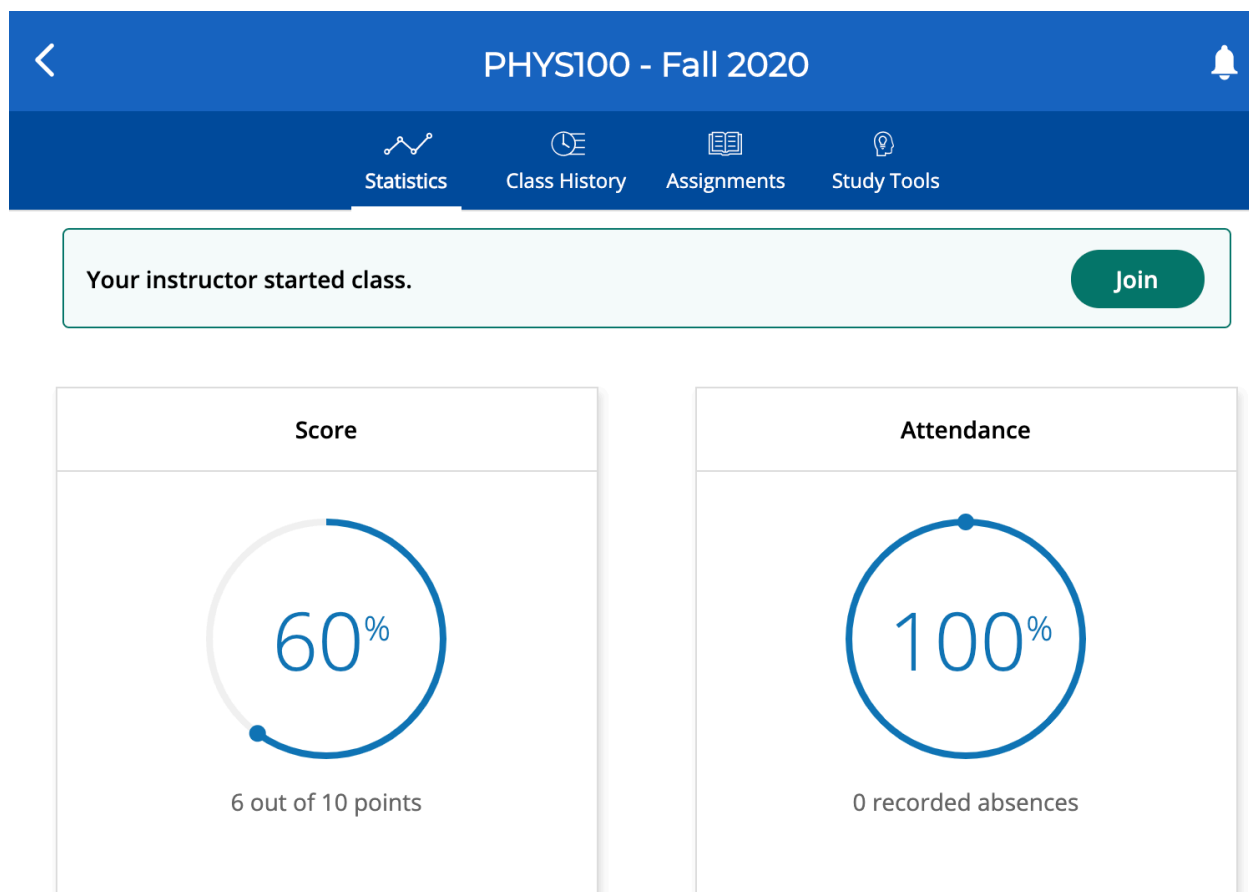 PHYS100 - Fall 2020
Statistics
Class History
Assignments
Study Tools
Your instructor started class.
Join
Score
60%
6 out of 10 points
Attendance
100%
0 recorded absences